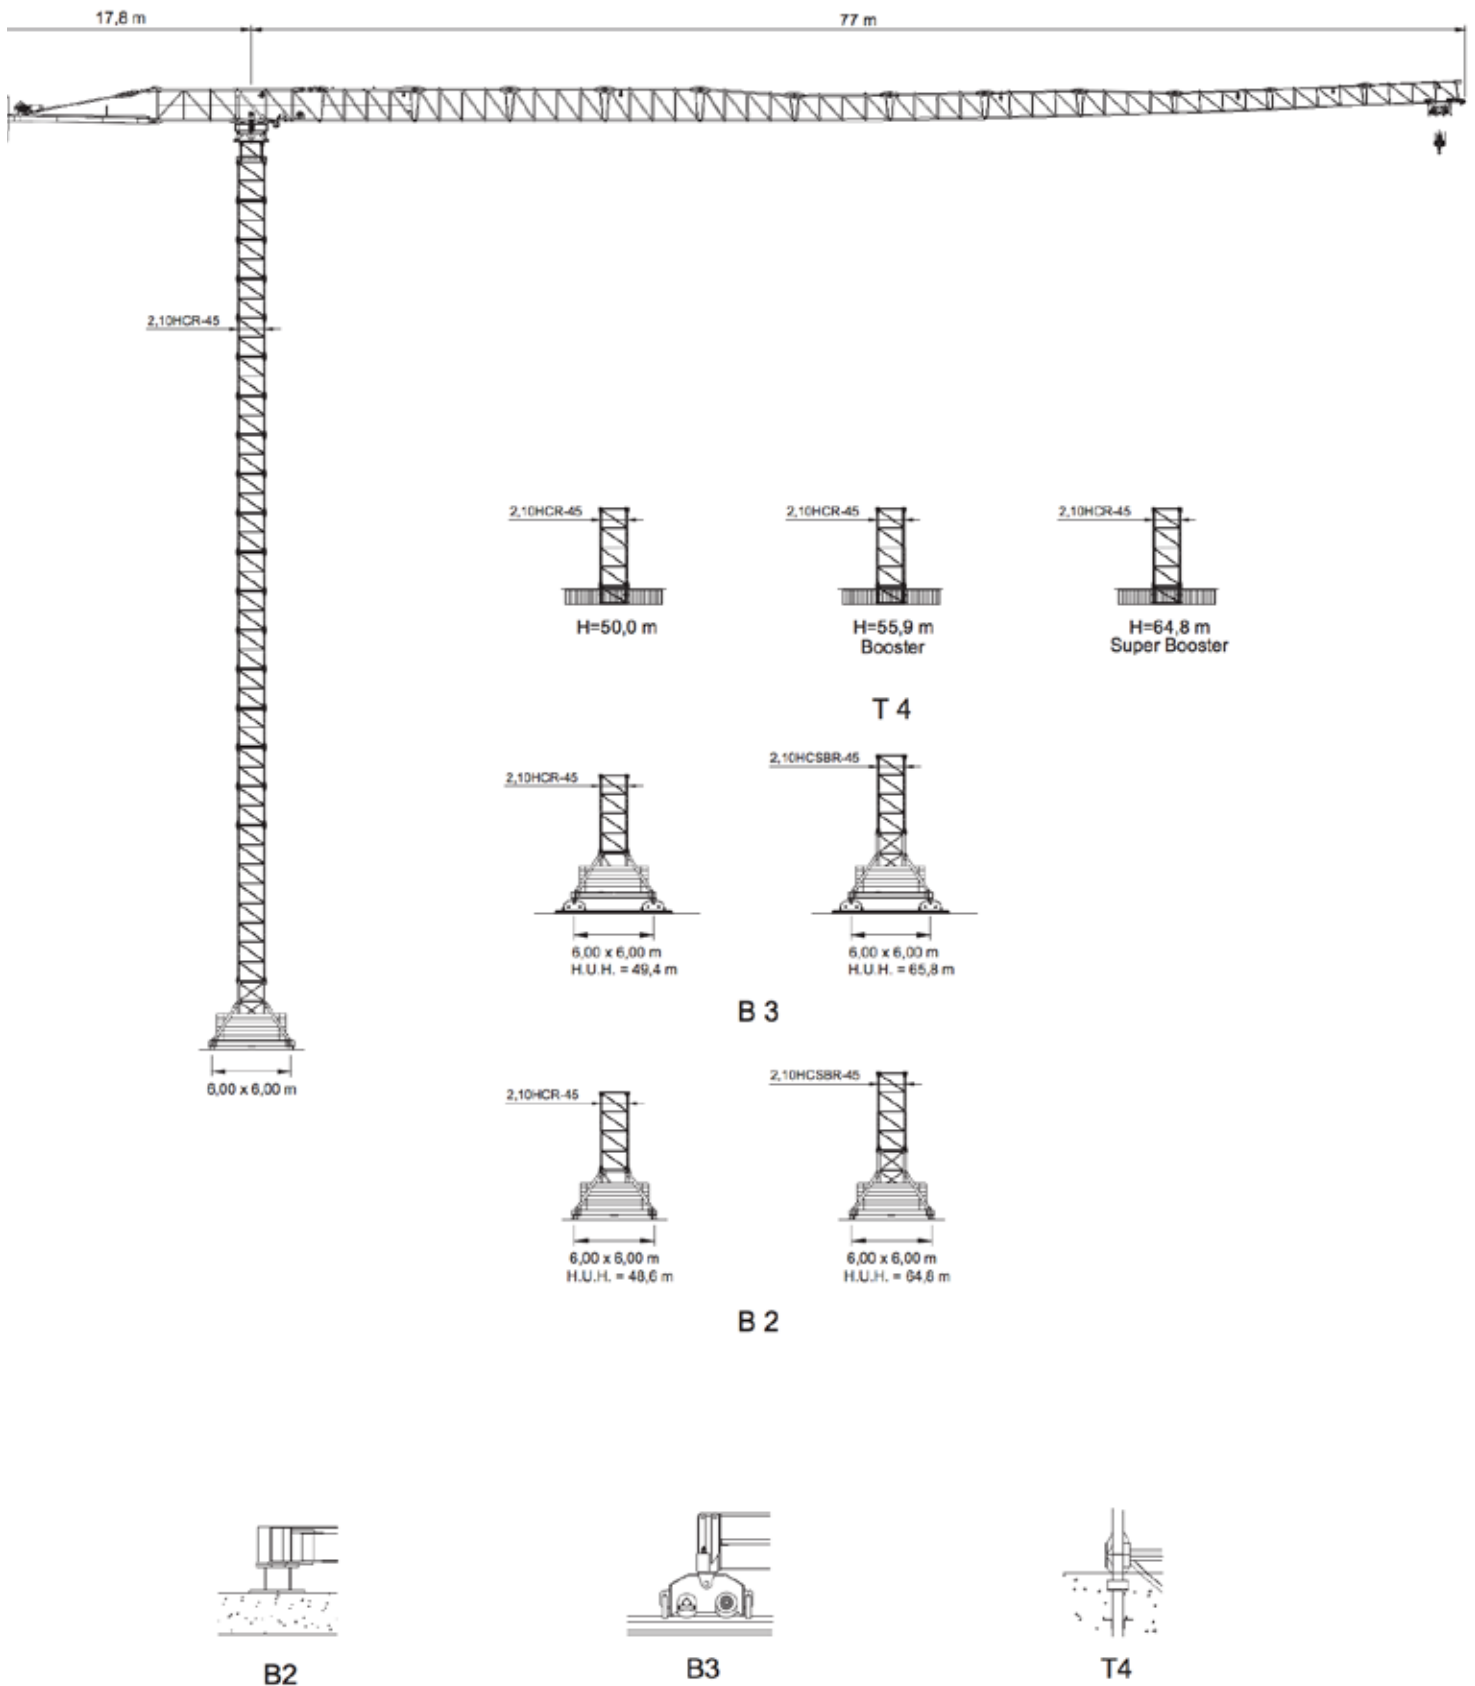 17,8 m
77 m
2,10HCR-45
6,00 x 6,00 m
2,10HCR-45
2,10HCR-45
2,10HCR-45
H=50,0 m
H=55,9 m
Booster
H=64,8 m
Super Booster
T 4
2,10HCR-45
2,10HCSBR-45
6,00 x 6,00 m
H.U.H. = 49,4 m
6,00 x 6,00 m
H.U.H. = 65,8 m
B 3
2,10HCR-45
2,10HCSBR-45
6,00 x 6,00 m
H.U.H. = 48,6 m
6,00 x 6,00 m
H.U.H. = 64,8 m
B 2
B2
B3
T4